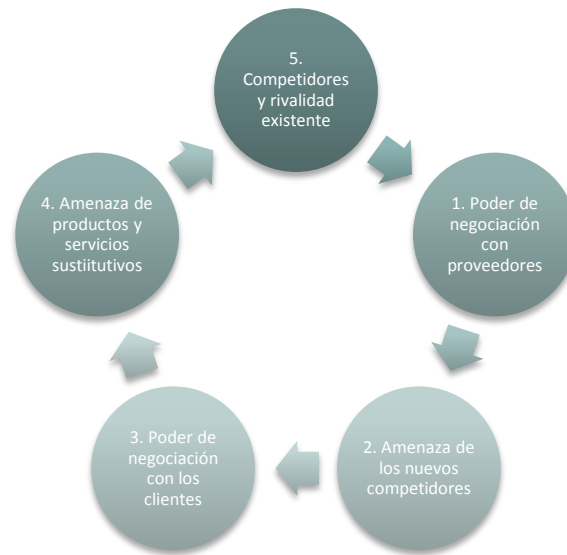 5.
Competidores
y rivalidad
existente
1. Poder de
negociación
con
proveedores
2. Amenaza de
los nuevos
competidores
3. Poder de
negociación
con los
clientes
4. Amenaza de
productos y
servicios
sustiitutivos